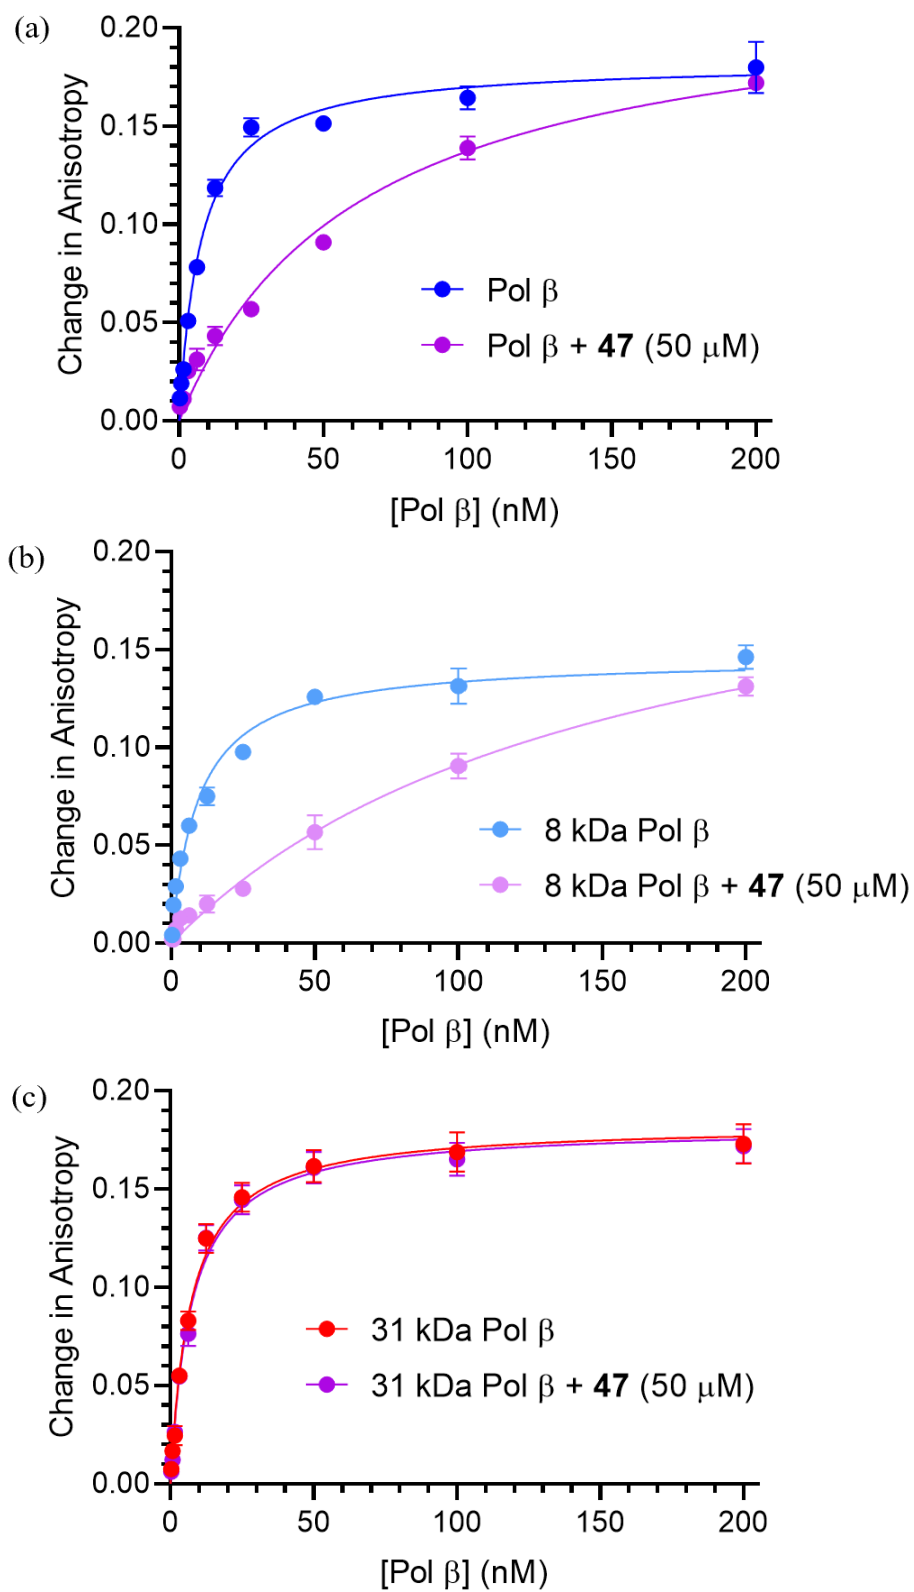 (a)
0.20
0.15
0.10
0.05
0.00
Change in Anisotropy
Pol β
Pol β + 47 (50 μM)
0 50 100 150 200
[Pol β] (nM)
(b)
0.20
0.15
0.10
0.05
0.00
Change in Anisotropy
8 kDa Pol β
8 kDa Pol β + 47 (50 μM)
0 50 100 150 200
[Pol β] (nM)
(c)
0.20
0.15
0.10
0.05
0.00
Change in Anisotropy
31 kDa Pol β
31 kDa Pol β + 47 (50 μM)
0 50 100 150 200
[Pol β] (nM)